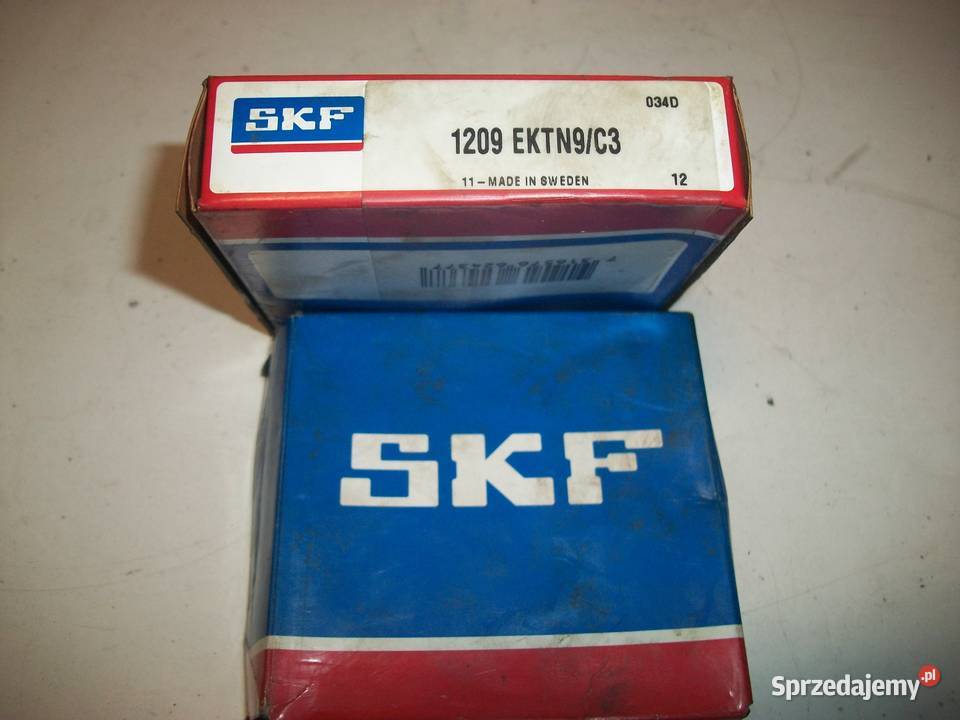 034D
SKF
1209 EKTN9/C3
11-MADE IN SWEDEN 12
SKF
Sprzedajemy.pl